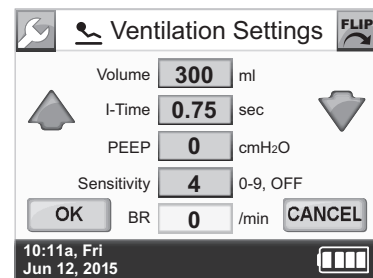 Ventilation Settings FLIP
Volume 300 ml
I-Time 0.75 sec
PEEP 0 cmH2O
Sensitivity 4 0-9, OFF
OK BR 0 /min CANCEL
10:11a, Fri
Jun 12, 2015